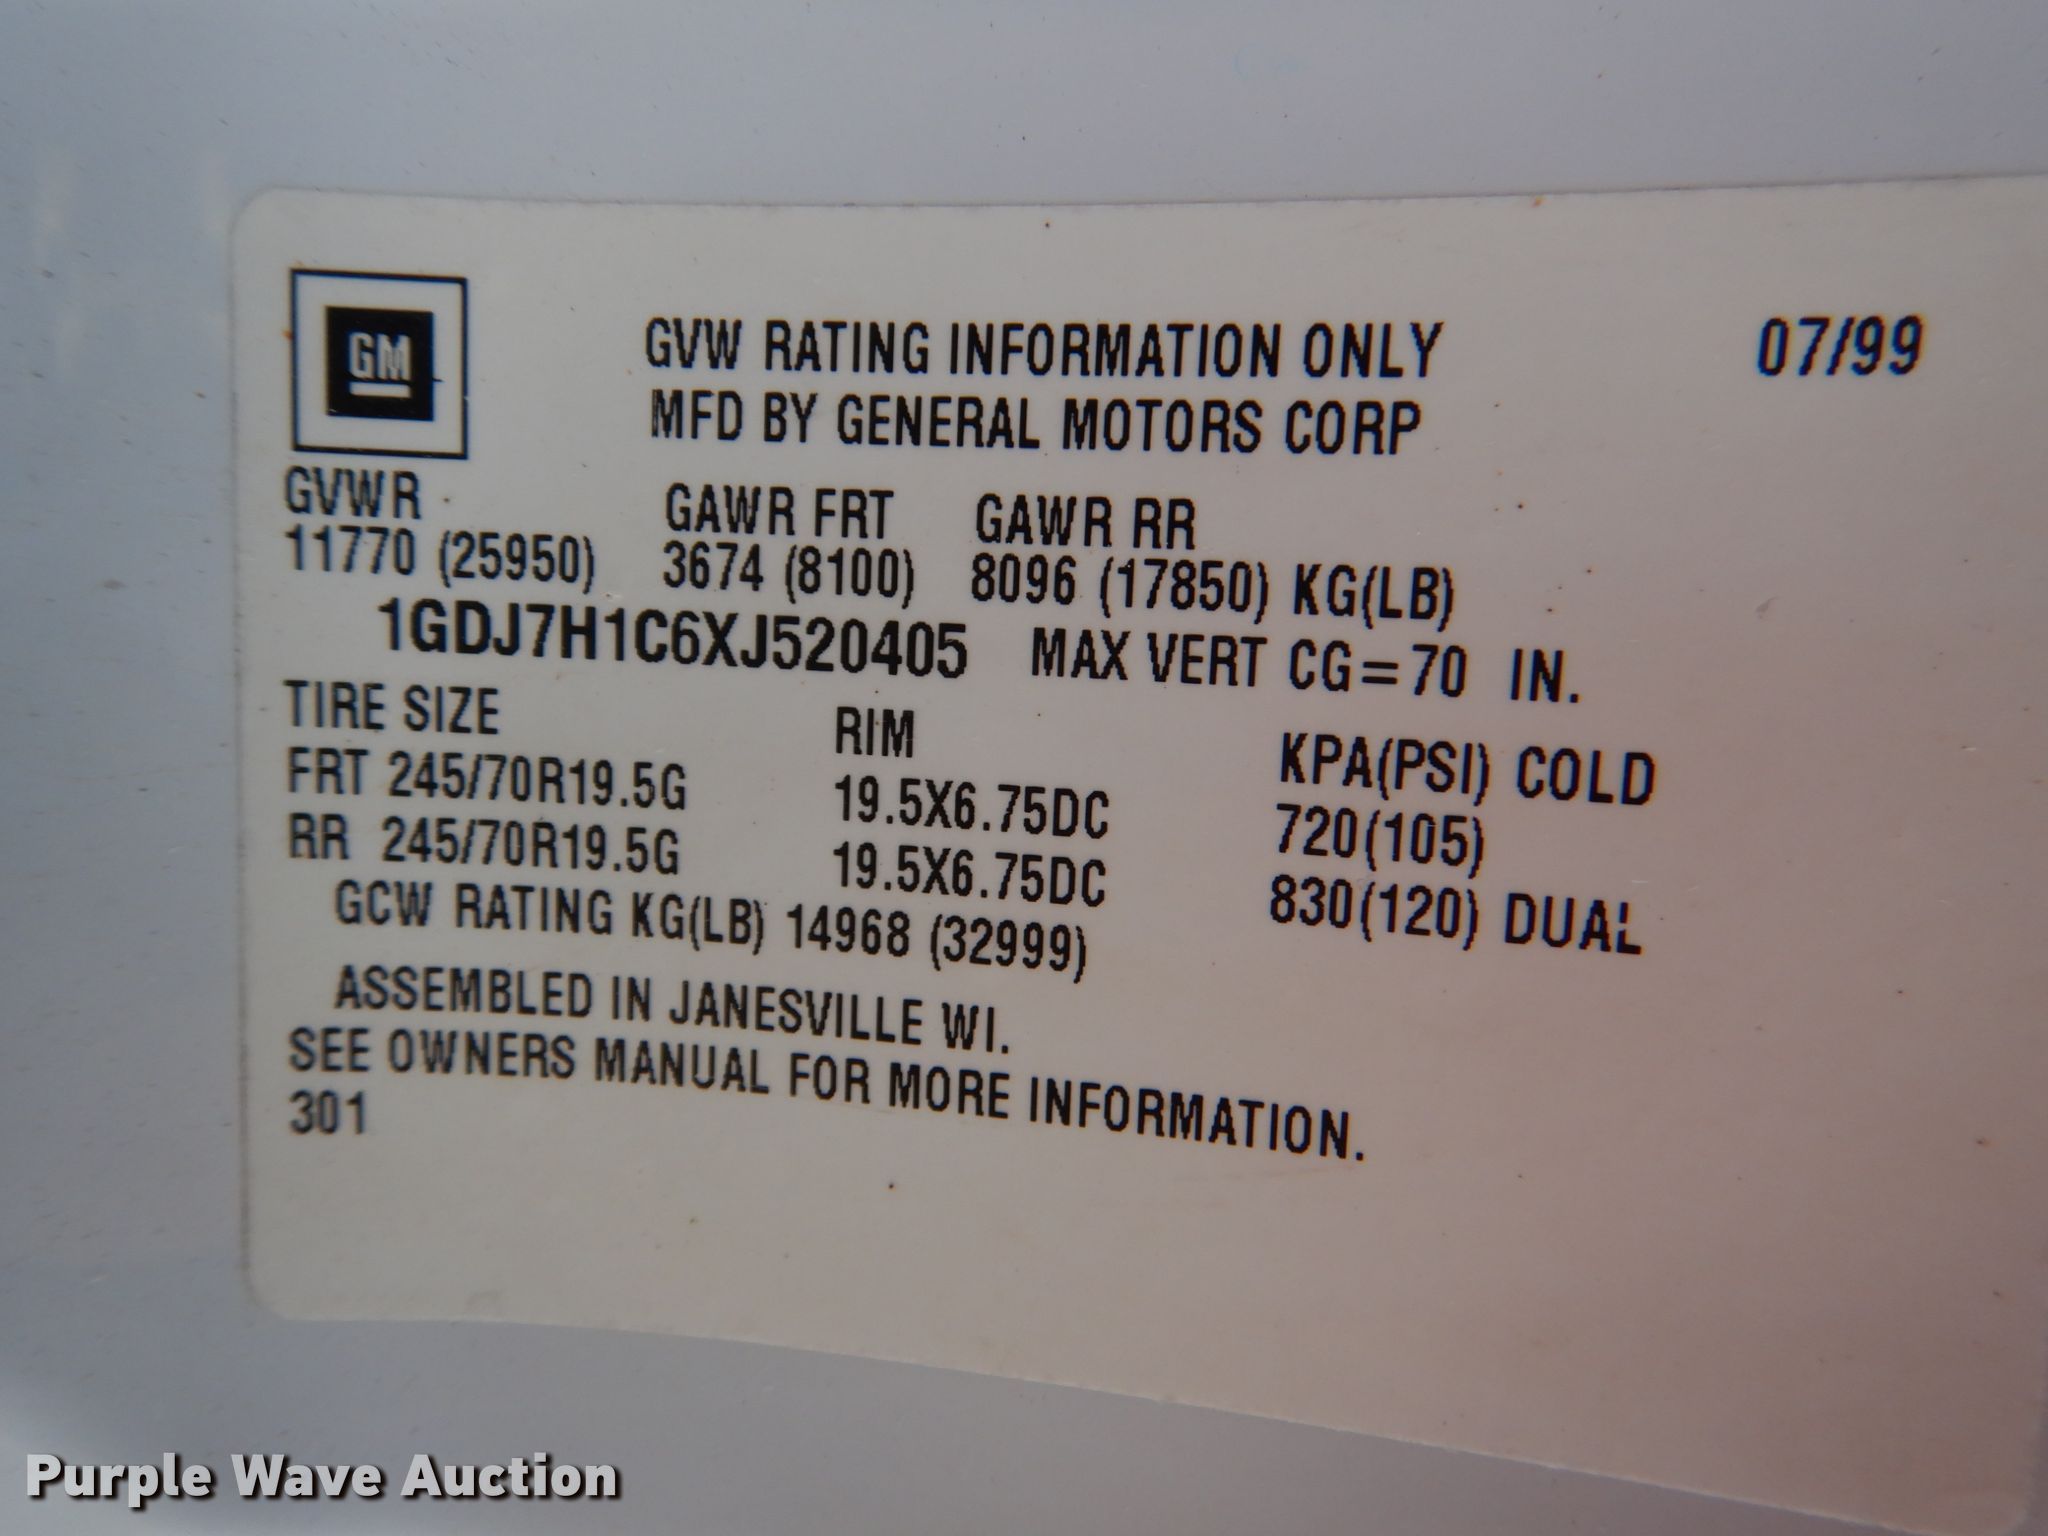 GM
GVW RATING INFORMATION ONLY 07/99
MFD BY GENERAL MOTORS CORP
GVWR GAWR FRT GAWR RR
11770 (25950) 3674 (8100) 8096 (17850) KG(LB)
1GDJ7H1C6XJ520405 MAX VERT CG=70 IN.
TIRE SIZE RIM KPA(PSI) COLD
FRT 245/70R19.5G 19.5X6.75DC 720(105)
RR 245/70R19.5G 19.5X6.75DC 830(120) DUAL
GCW RATING KG(LB) 14968 (32999)
ASSEMBLED IN JANESVILLE WI.
SEE OWNERS MANUAL FOR MORE INFORMATION.
301
Purple Wave Auction